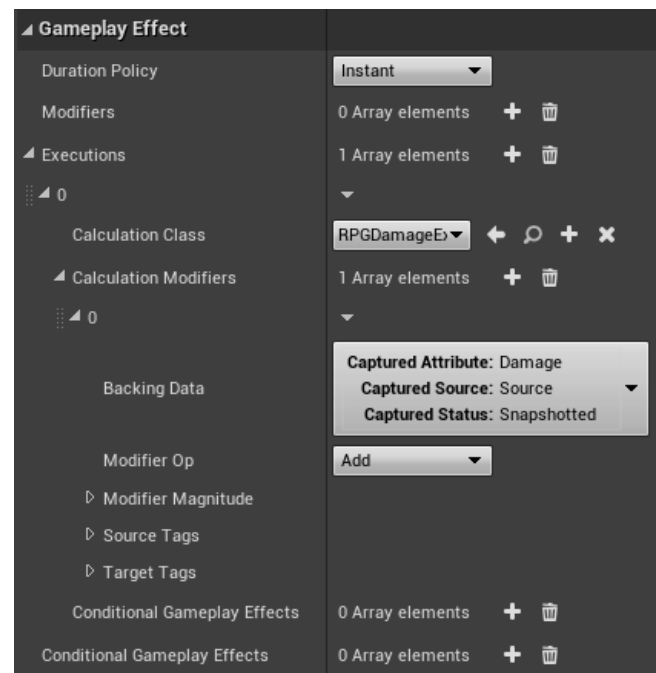 Gameplay Effect
Duration Policy Instant
Modifiers 0 Array elements
Executions 1 Array elements
0
Calculation Class RPGDamageEx
Calculation Modifiers 1 Array elements
0
Captured Attribute: Damage
Backing Data Captured Source: Source
Captured Status: Snapshotted
Modifier Op Add
Modifier Magnitude
Source Tags
Target Tags
Conditional Gameplay Effects 0 Array elements
Conditional Gameplay Effects 0 Array elements